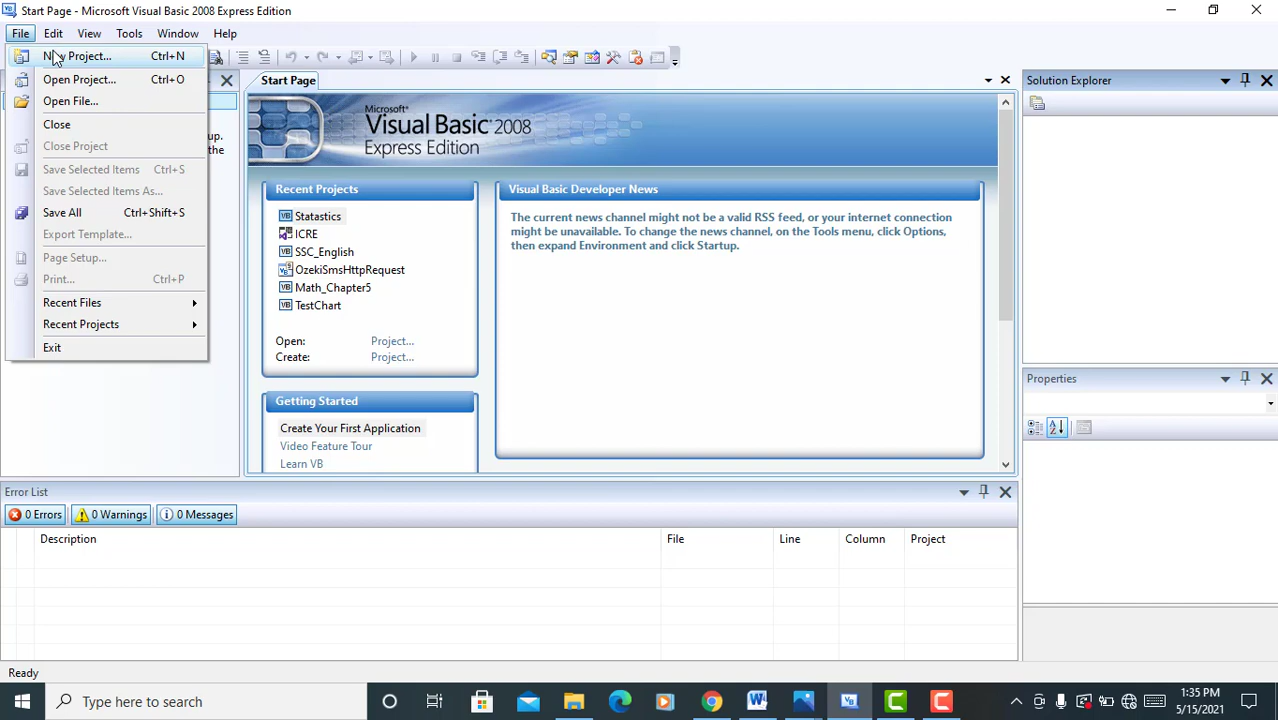 Start Page - Microsoft Visual Basic 2008 Express Edition
File Edit View Tools Window Help
Project... Ctrl+N
Open Project... Ctrl+O
Open File...
Close
Close Project
Save Selected Items Ctrl+S
Save Selected Items As...
Save All Ctrl+Shift+S
Export Template...
Page Setup...
Print... Ctrl+P
Recent Files
Recent Projects
Exit
up.
the
Start Page
Microsoft®
Visual Basic® 2008
Express Edition
Recent Projects
Statastics
ICRE
SSC_English
OzekiSmsHttpRequest
Math_Chapter5
TestChart
Open: Project...
Create: Project...
Getting Started
Create Your First Application
Video Feature Tour
Learn VB
Visual Basic Developer News
The current news channel might not be a valid RSS feed, or your internet connection
might be unavailable. To change the news channel, on the Tools menu, click Options,
then expand Environment and click Startup.
Solution Explorer
Properties
Error List
0 Errors 0 Warnings 0 Messages
Description File Line Column Project
Ready
Type here to search
1:35 PM
5/15/2021